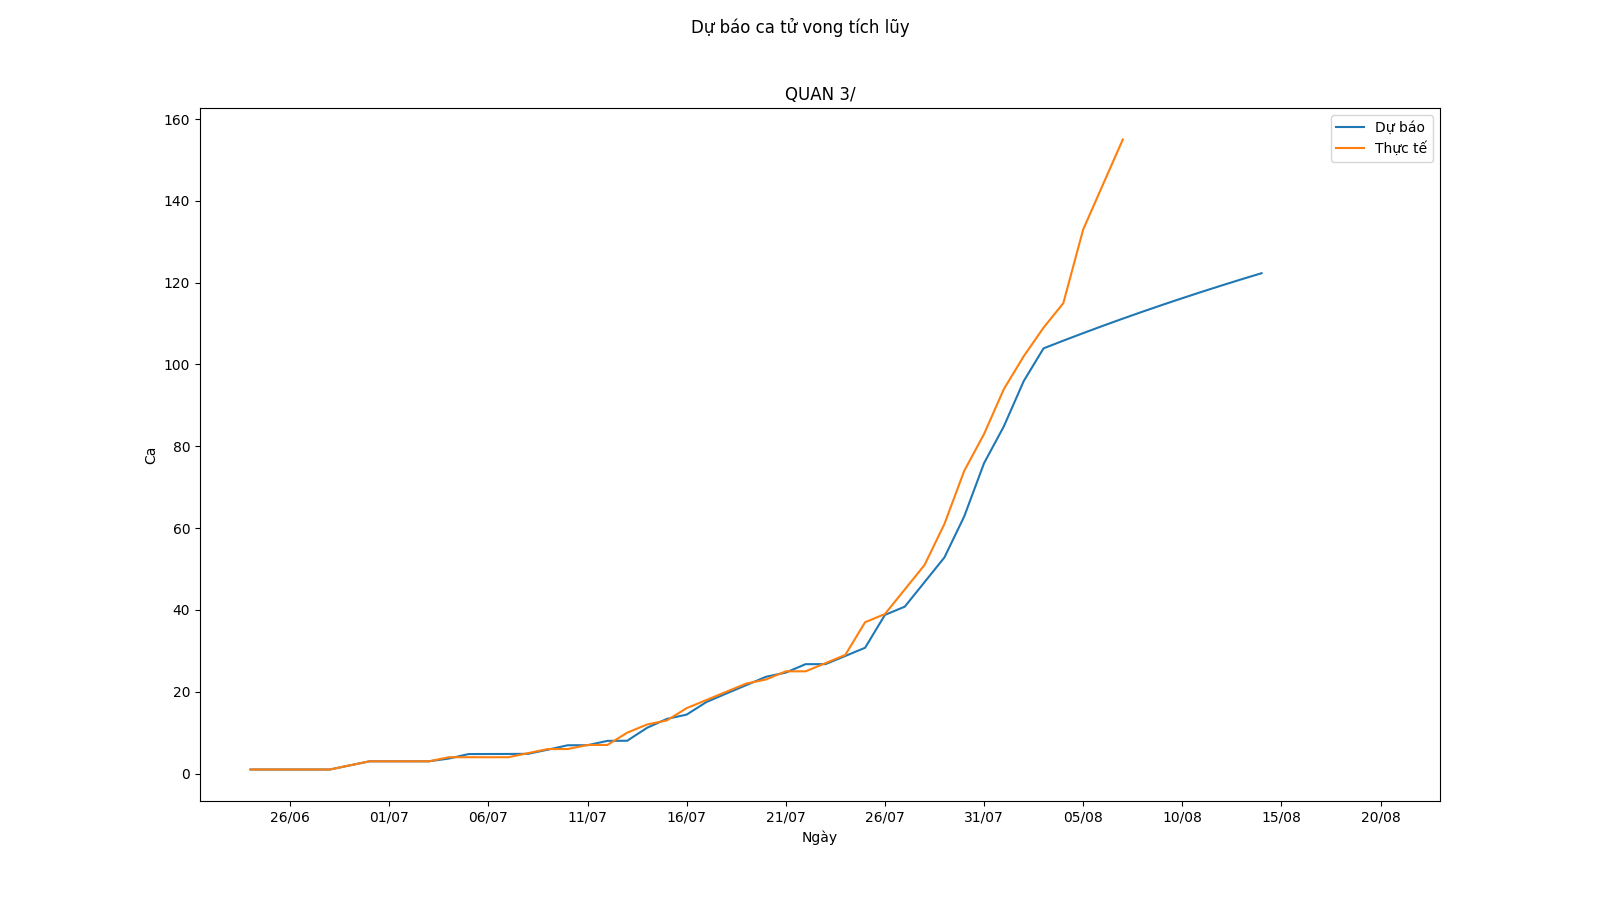 Dự báo ca tử vong tích lũy
QUAN 3/
160
140
120
100
80
60
40
20
0
Ca
Dự báo
Thực tế
26/06 01/07 06/07 11/07 16/07 21/07 26/07 31/07 05/08 10/08 15/08 20/08
Ngày